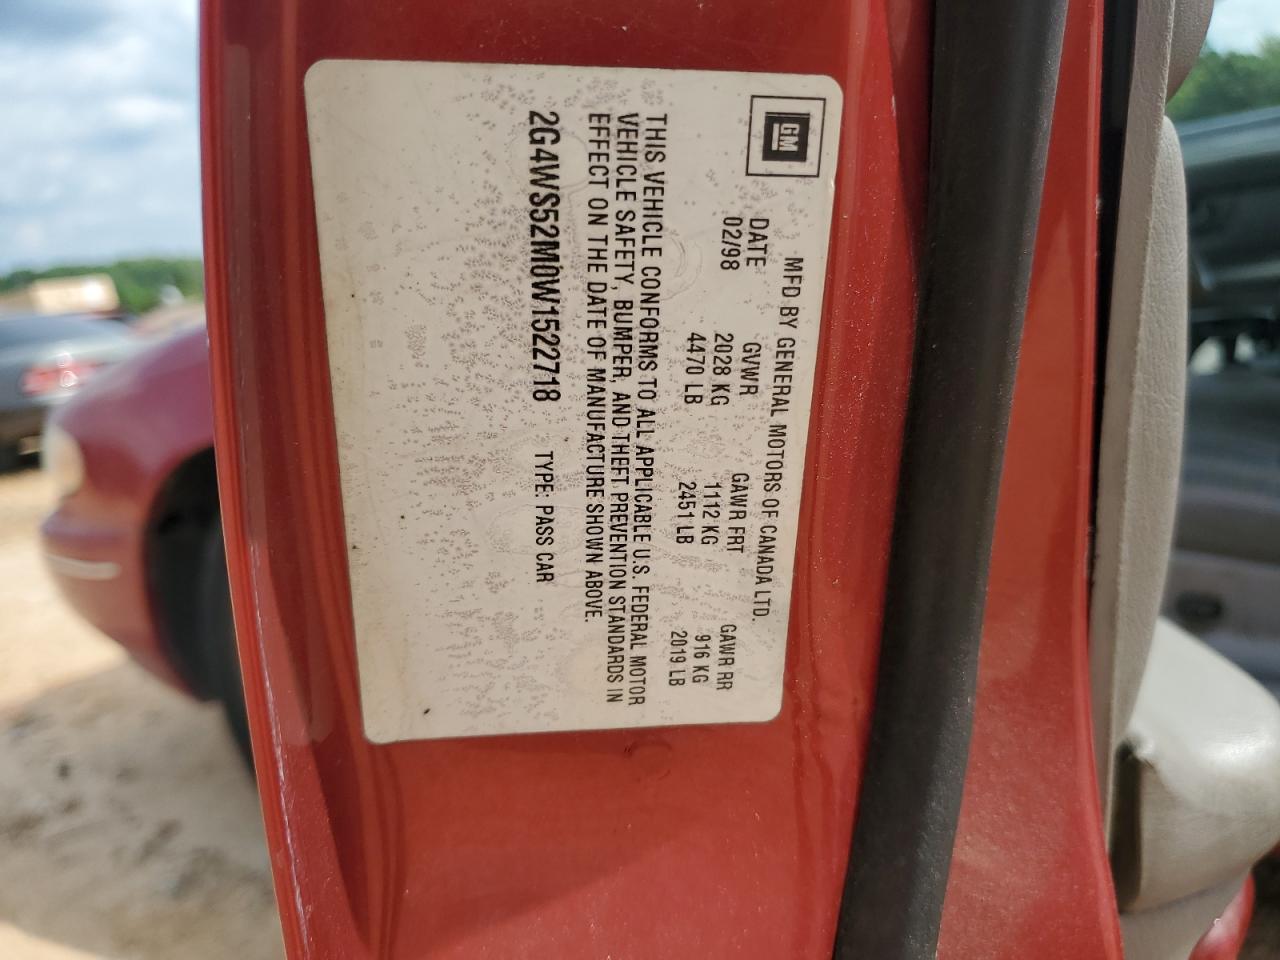 GM
MFD BY GENERAL MOTORS OF CANADA LTD.
DATE GVWR GAWR FRT GAWR RR
02/98 2028 KG 1112 KG 916 KG
4470 LB 2451 LB 2019 LB
THIS VEHICLE CONFORMS TO ALL APPLICABLE U.S. FEDERAL MOTOR
VEHICLE SAFETY, BUMPER, AND THEFT PREVENTION STANDARDS IN
EFFECT ON THE DATE OF MANUFACTURE SHOWN ABOVE.
2G4WS52M0W1522718 TYPE: PASS CAR